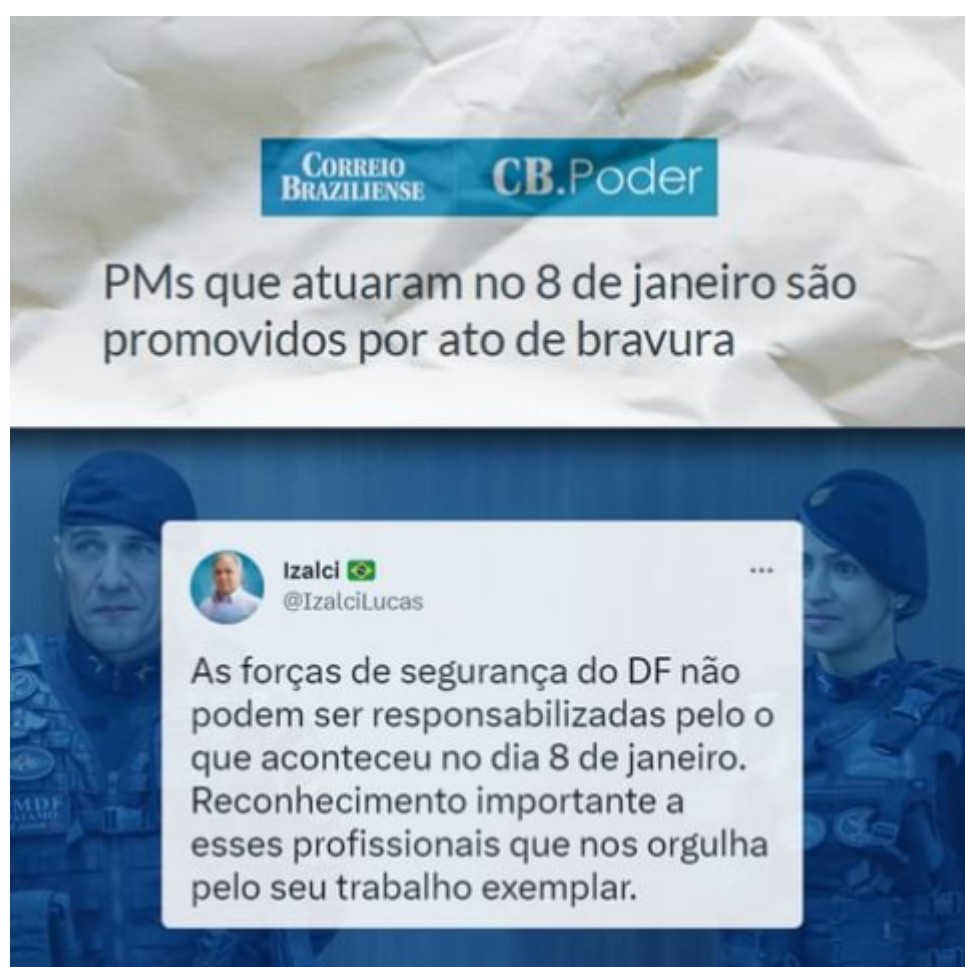 CORREIO
BRAZILIENSE
CB.Poder
PMs que atuaram no 8 de janeiro são
promovidos por ato de bravura
Izalci 🇧🇷
@IzalciLucas
As forças de segurança do DF não
podem ser responsabilizadas pelo o
que aconteceu no dia 8 de janeiro.
Reconhecimento importante a
esses profissionais que nos orgulha
pelo seu trabalho exemplar.